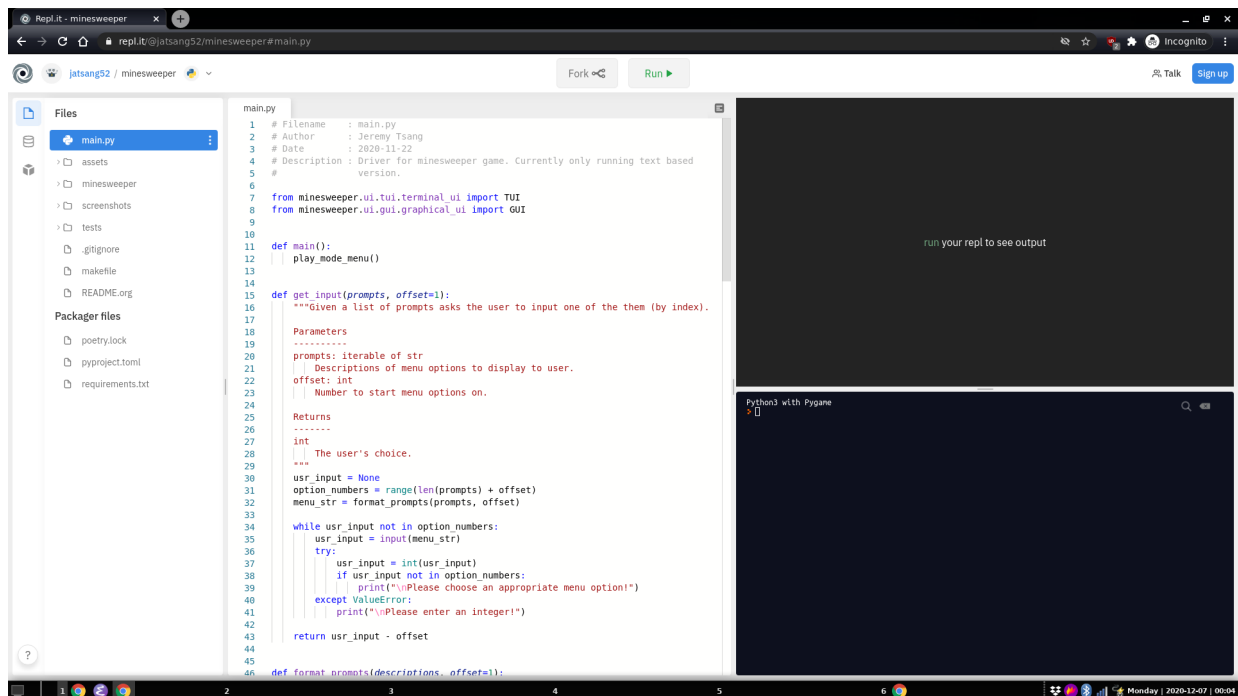 Repl.it - minesweeper
repl.it/@jatsang52/minesweeper#main.py
Incognito
jatsang52 / minesweeper
Fork
Run
Talk
Sign up
Files
main.py
assets
minesweeper
screenshots
tests
.gitignore
makefile
README.org
Packager files
poetry.lock
pyproject.toml
requirements.txt
?
main.py
1 # Filename    : main.py
2 # Author      : Jeremy Tsang
3 # Date        : 2020-11-22
4 # Description : Driver for minesweeper game. Currently only running text based
5 #               version.
6
7 from minesweeper.ui.tui.terminal_ui import TUI
8 from minesweeper.ui.gui.graphical_ui import GUI
9
10
11 def main():
12     play_mode_menu()
13
14
15 def get_input(prompts, offset=1):
16     """Given a list of prompts asks the user to input one of the them (by index).
17
18     Parameters
19     ----------
20     prompts: iterable of str
21         Descriptions of menu options to display to user.
22     offset: int
23         Number to start menu options on.
24
25     Returns
26     -------
27     int
28         The user's choice.
29     """
30     usr_input = None
31     option_numbers = range(len(prompts) + offset)
32     menu_str = format_prompts(prompts, offset)
33
34     while usr_input not in option_numbers:
35         usr_input = input(menu_str)
36         try:
37             usr_input = int(usr_input)
38             if usr_input not in option_numbers:
39                 print("\nPlease choose an appropriate menu option!")
40         except ValueError:
41             print("\nPlease enter an integer!")
42
43     return usr_input - offset
44
45
46 def format_prompts(descriptions, offset=1):
run your repl to see output
Python3 with Pygame
1 2 3 4 5 6
Monday | 2020-12-07 | 00:04